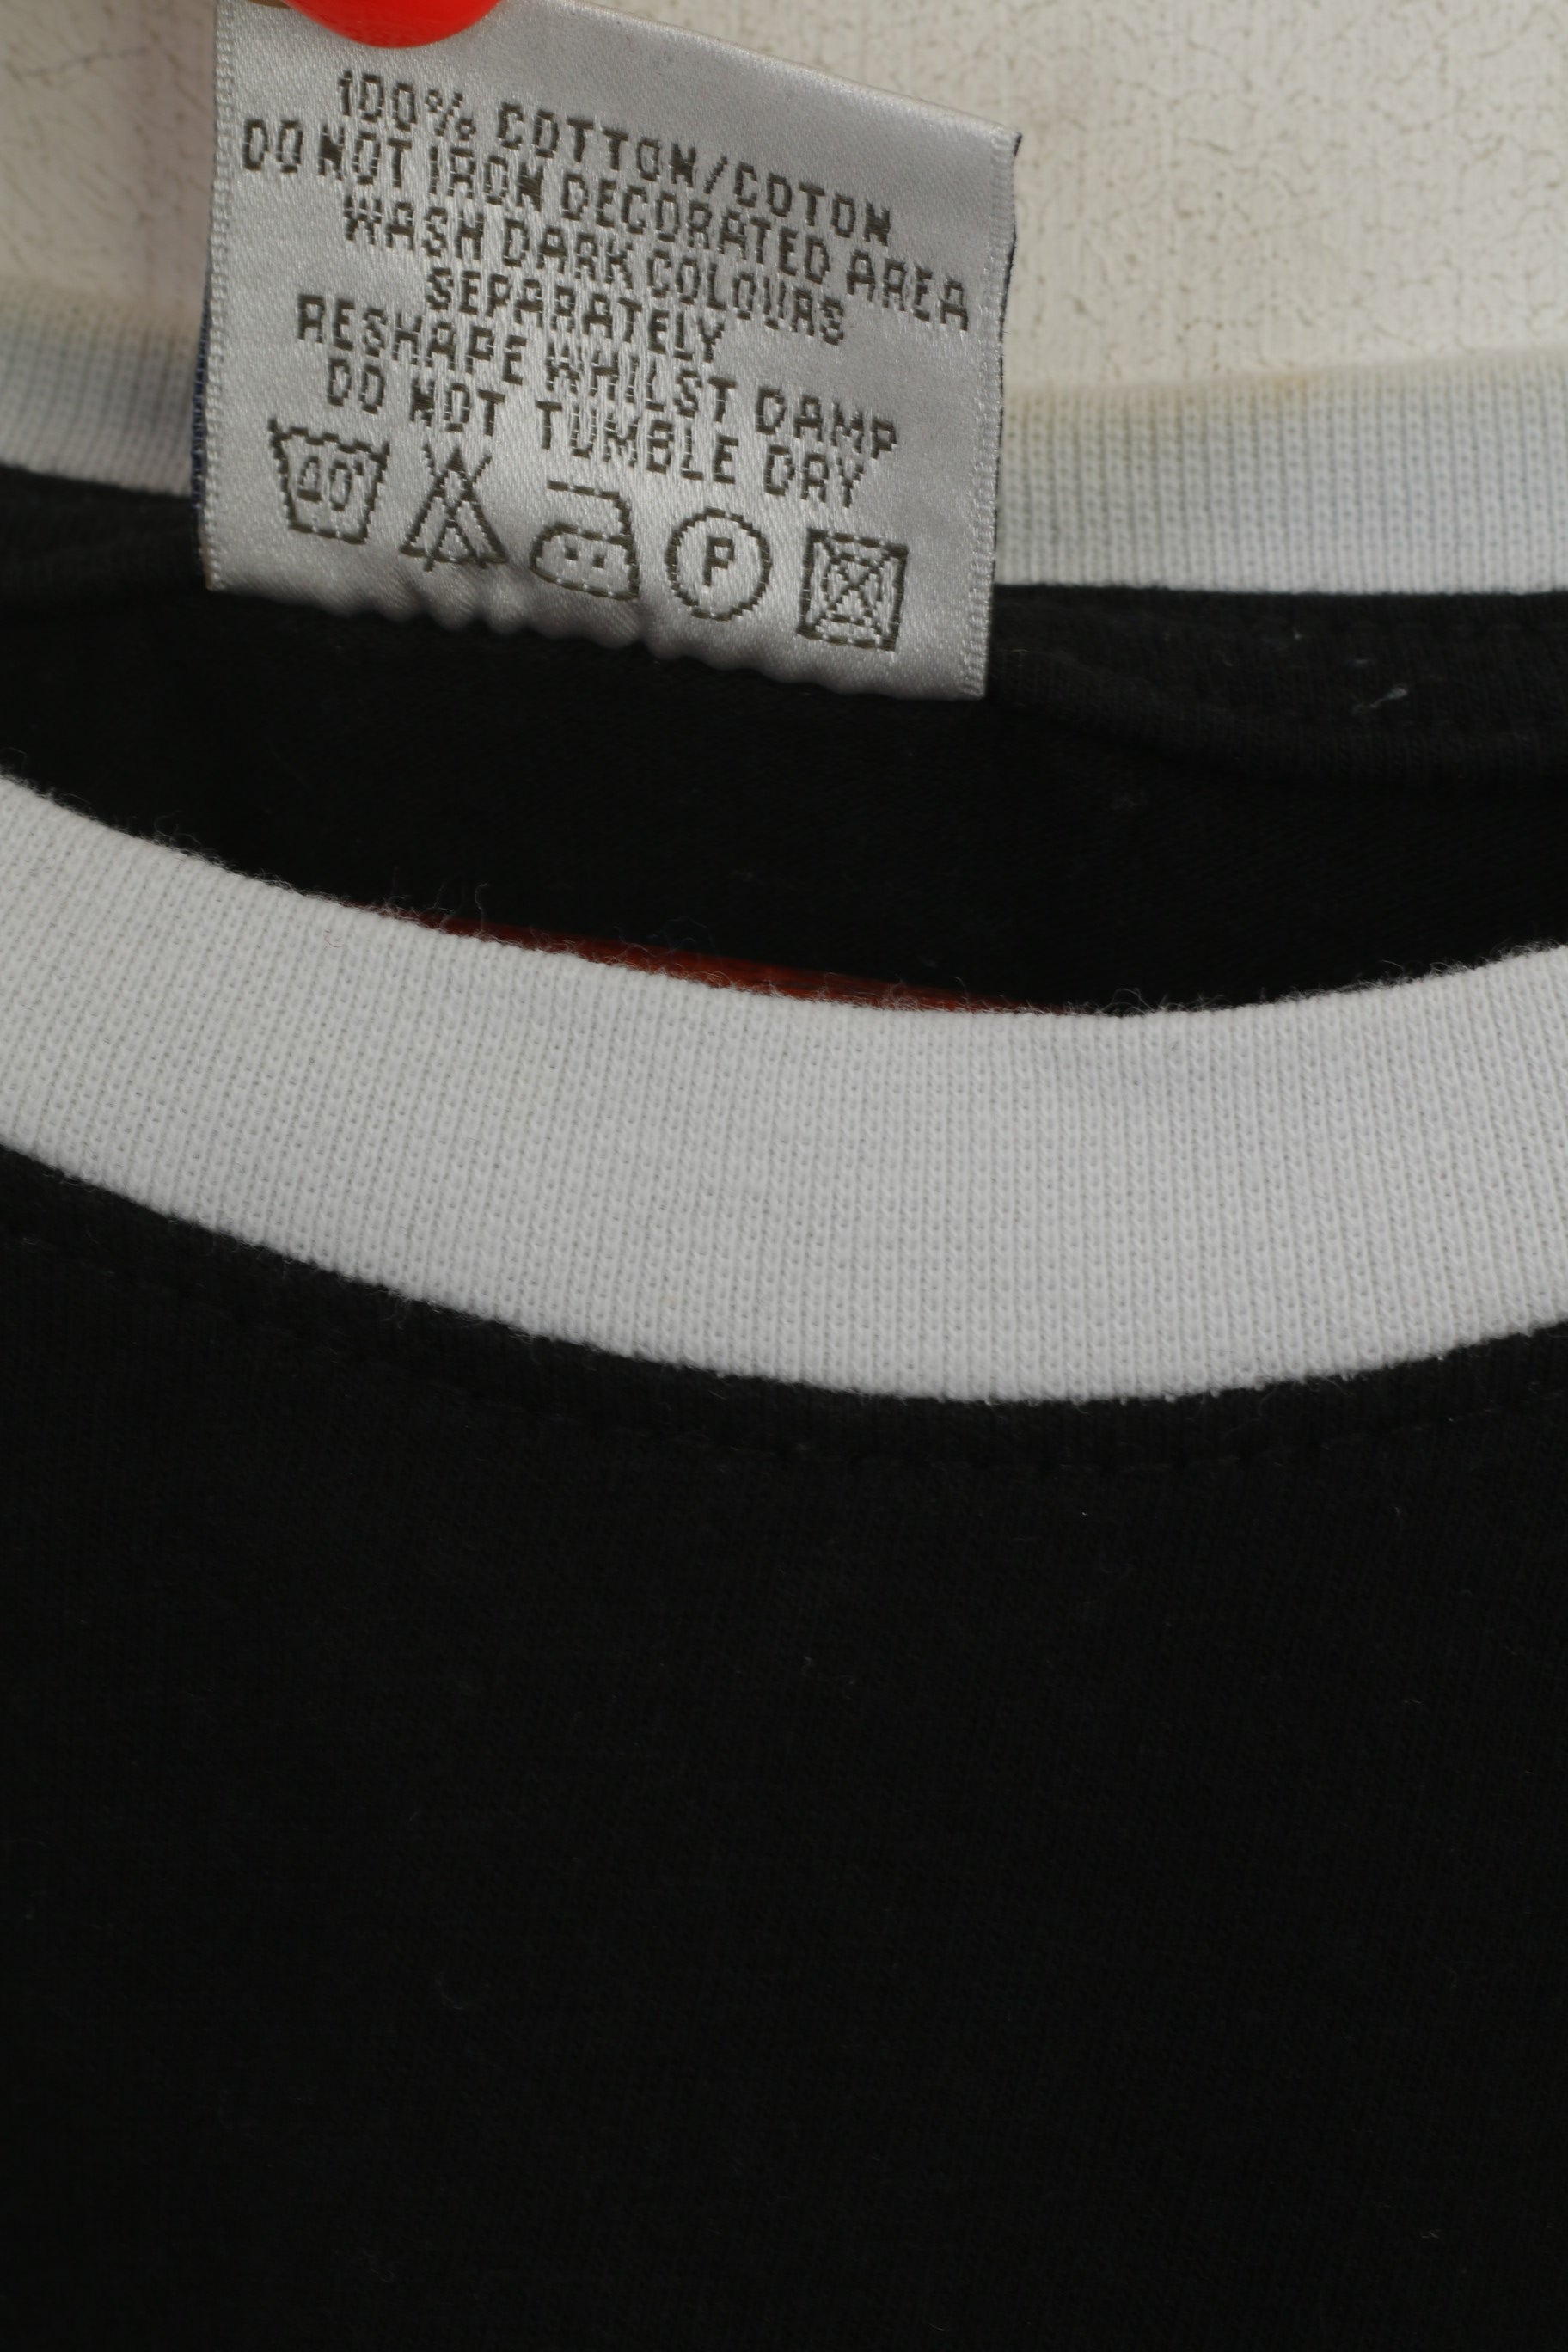 100% COTTON/COTON
DO NOT IRON DECORATED AREA
WASH DARK COLOURS
SEPARATELY
RESHAPE WHILST DAMP
DO NOT TUMBLE DRY
40° P